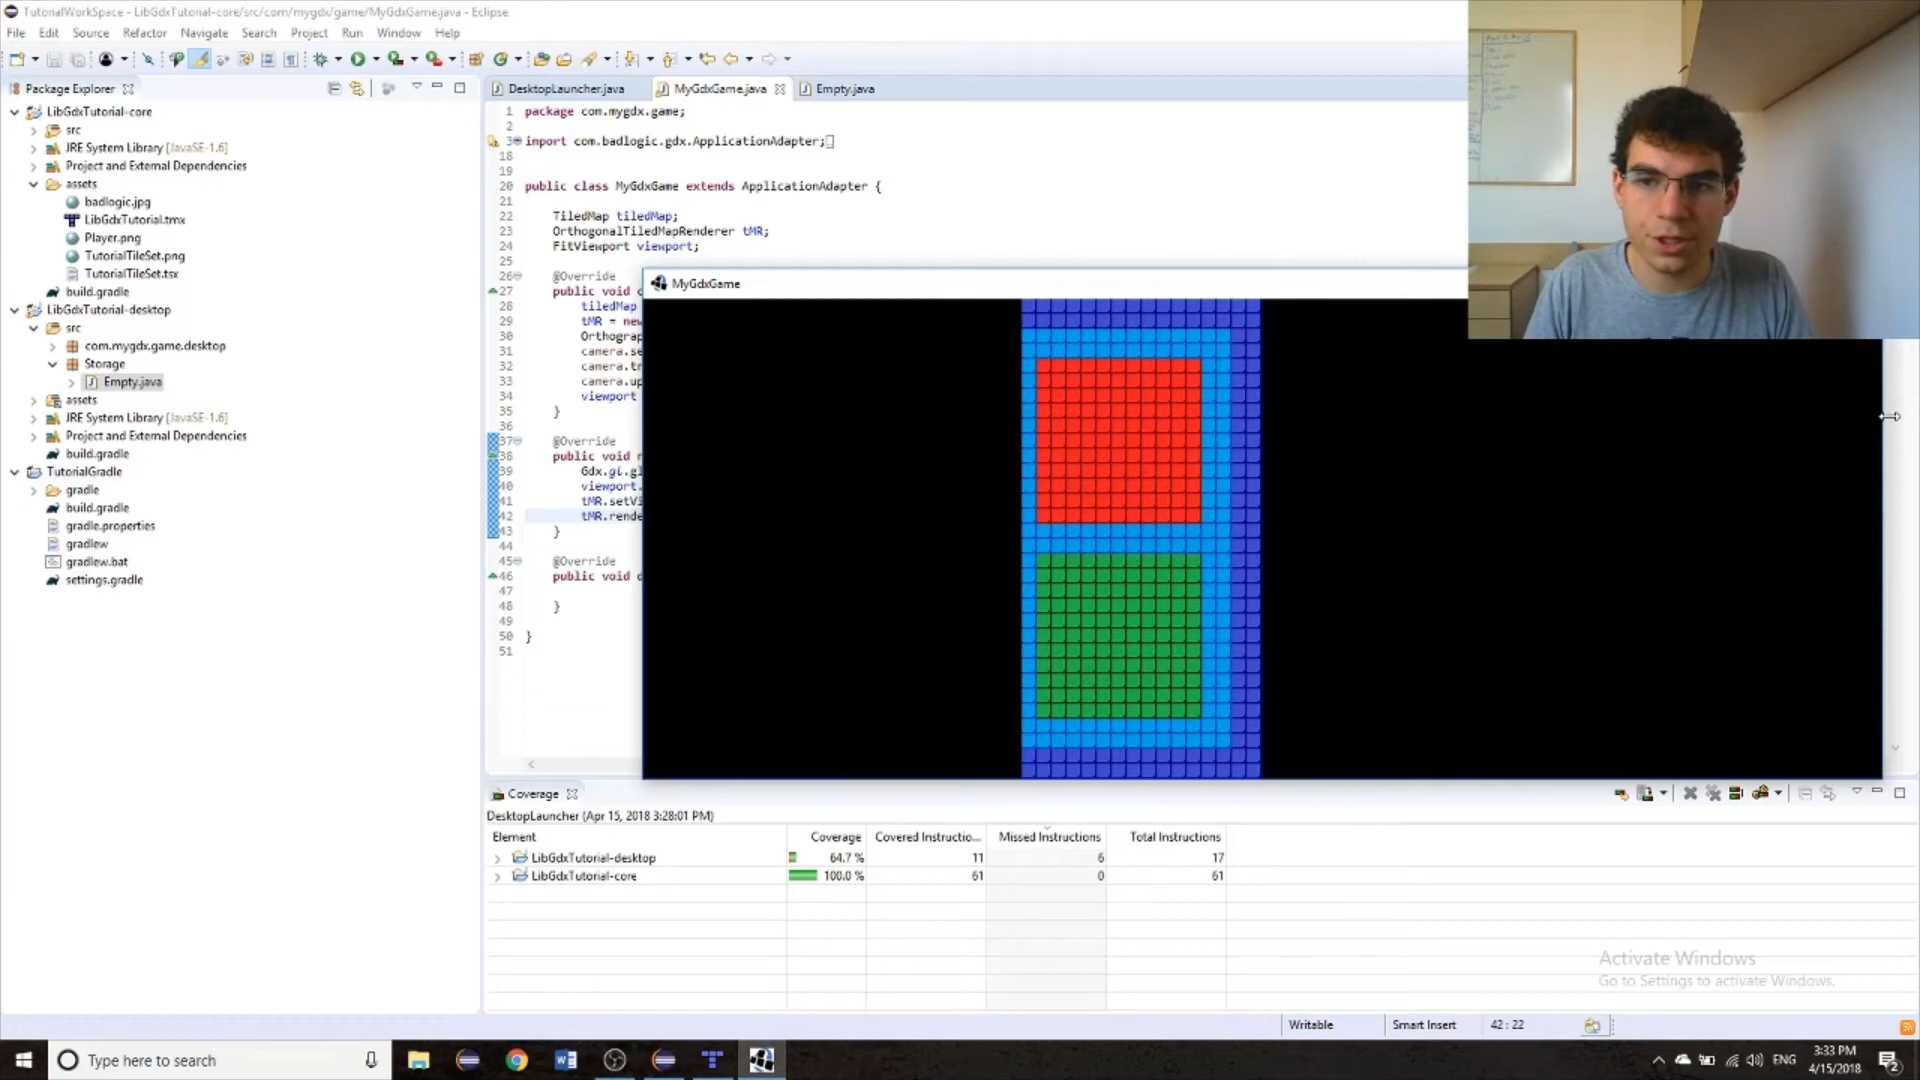 TutorialWorkSpace - LibGdxTutorial-core/src/com/mygdx/game/MyGdxGame.java - Eclipse
File Edit Source Refactor Navigate Search Project Run Window Help
Package Explorer
LibGdxTutorial-core
src
JRE System Library [JavaSE-1.6]
Project and External Dependencies
assets
badlogic.jpg
LibGdxTutorial.tmx
Player.png
TutorialTileSet.png
TutorialTileSet.tsx
build.gradle
LibGdxTutorial-desktop
src
com.mygdx.game.desktop
Storage
Empty.java
assets
JRE System Library [JavaSE-1.6]
Project and External Dependencies
build.gradle
TutorialGradle
gradle
build.gradle
gradle.properties
gradlew
gradlew.bat
settings.gradle
DesktopLauncher.java MyGdxGame.java Empty.java
1 package com.mygdx.game;
2
3 import com.badlogic.gdx.ApplicationAdapter;
18
19
20 public class MyGdxGame extends ApplicationAdapter {
21
22 TiledMap tiledMap;
23 OrthogonalTiledMapRenderer tMR;
24 FitViewport viewport;
25
26 @Override
27 public void c
28 tiledMap
29 tMR = new
30 Orthograp
31 camera.se
32 camera.tr
33 camera.up
34 viewport
35 }
36
37 @Override
38 public void r
39 Gdx.gl.gl
40 viewport.
41 tMR.setVi
42 tMR.rende
43 }
44
45 @Override
46 public void d
47
48 }
49
50 }
51
MyGdxGame
Coverage
DesktopLauncher (Apr 15, 2018 3:28:01 PM)
Element Coverage Covered Instructio... Missed Instructions Total Instructions
LibGdxTutorial-desktop 64.7 % 11 6 17
LibGdxTutorial-core 100.0 % 61 0 61
Activate Windows
Go to Settings to activate Windows.
Writable Smart Insert 42 : 22
Type here to search
ENG
3:33 PM
4/15/2018
2